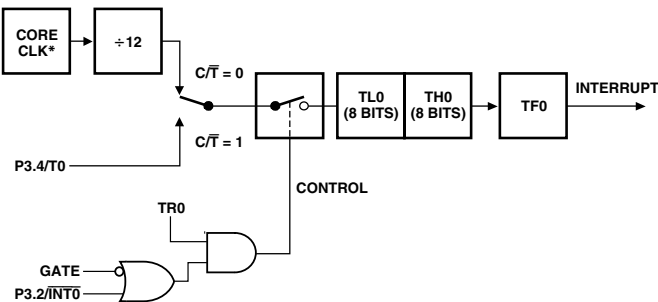 CORE
CLK*
÷12
C/T̅ = 0
C/T̅ = 1
P3.4/T0
TL0
(8 BITS)
TH0
(8 BITS)
TF0
INTERRUPT
CONTROL
TR0
GATE
P3.2/I̅N̅T̅0̅